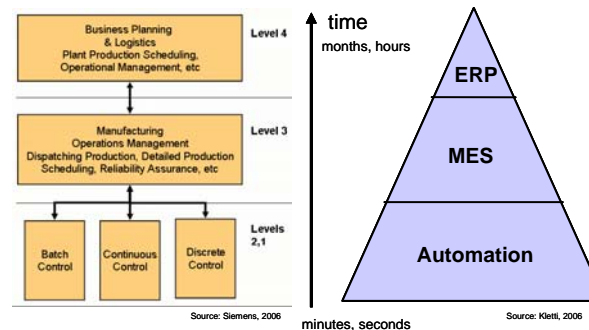 Business Planning
& Logistics
Plant Production Scheduling,
Operational Management, etc
Level 4
Manufacturing
Operations Management
Dispatching Production, Detailed Production
Scheduling, Reliability Assurance, etc
Level 3
Batch
Control
Continuous
Control
Discrete
Control
Levels
2,1
Source: Siemens, 2006
time
months, hours
ERP
MES
Automation
minutes, seconds
Source: Kletti, 2006